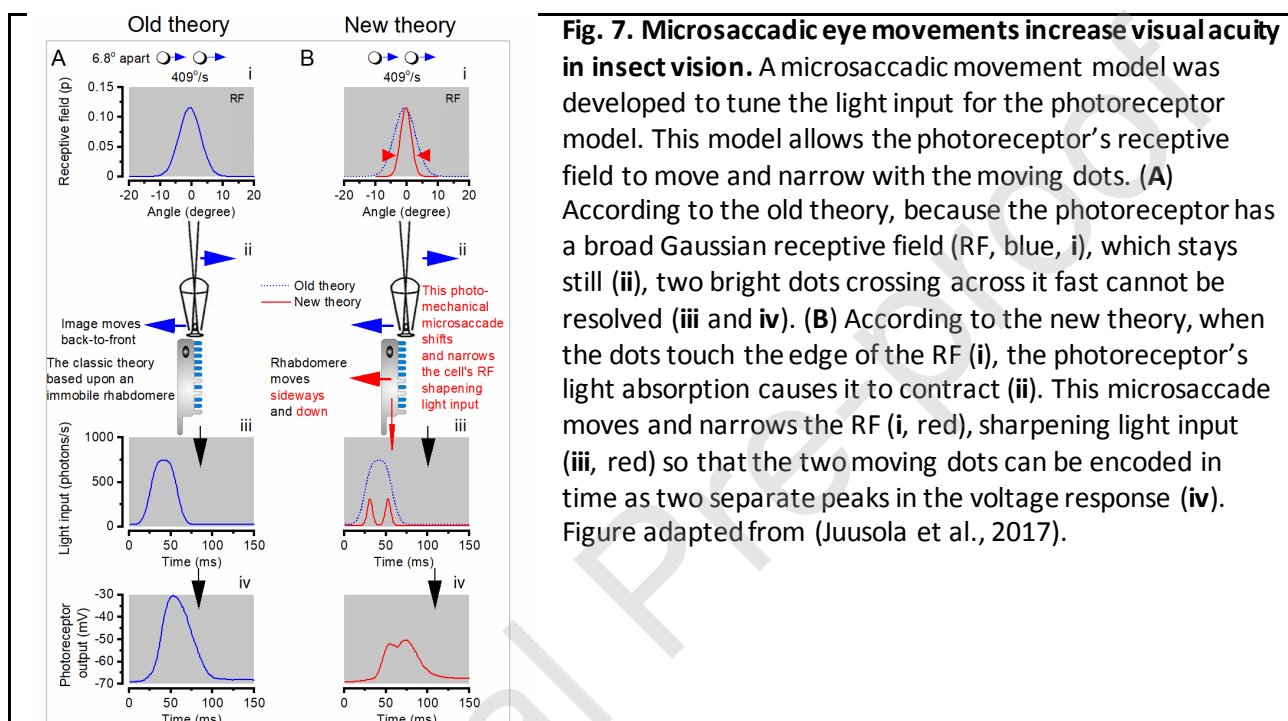 Old theory
New theory
A
6.8° apart
409°/s
i
RF
Receptive field (p)
0.15
0.10
0.05
0
-20 -10 0 10 20
Angle (degree)
ii
Image moves
back-to-front
The classic theory
based upon an
immobile rhabdomere
iii
Light input (photons/s)
1000
500
0
0 50 100 150
Time (ms)
iv
Photoreceptor
output (mV)
-30
-40
-50
-60
-70
0 50 100 150
Time (ms)
B
409°/s
i
RF
-20 -10 0 10 20
Angle (degree)
ii
Old theory
New theory
This photo-
mechanical
microsaccade
shifts
and narrows
the cell's RF
sharpening
light input
Rhabdomere
moves
sideways
and down
iii
0 50 100 150
Time (ms)
iv
0 50 100 150
Time (ms)
Fig. 7. Microsaccadic eye movements increase visual acuity
in insect vision. A microsaccadic movement model was
developed to tune the light input for the photoreceptor
model. This model allows the photoreceptor's receptive
field to move and narrow with the moving dots. (A)
According to the old theory, because the photoreceptor has
a broad Gaussian receptive field (RF, blue, i), which stays
still (ii), two bright dots crossing across it fast cannot be
resolved (iii and iv). (B) According to the new theory, when
the dots touch the edge of the RF (i), the photoreceptor's
light absorption causes it to contract (ii). This microsaccade
moves and narrows the RF (i, red), sharpening light input
(iii, red) so that the two moving dots can be encoded in
time as two separate peaks in the voltage response (iv).
Figure adapted from (Juusola et al., 2017).
al Pre-proof